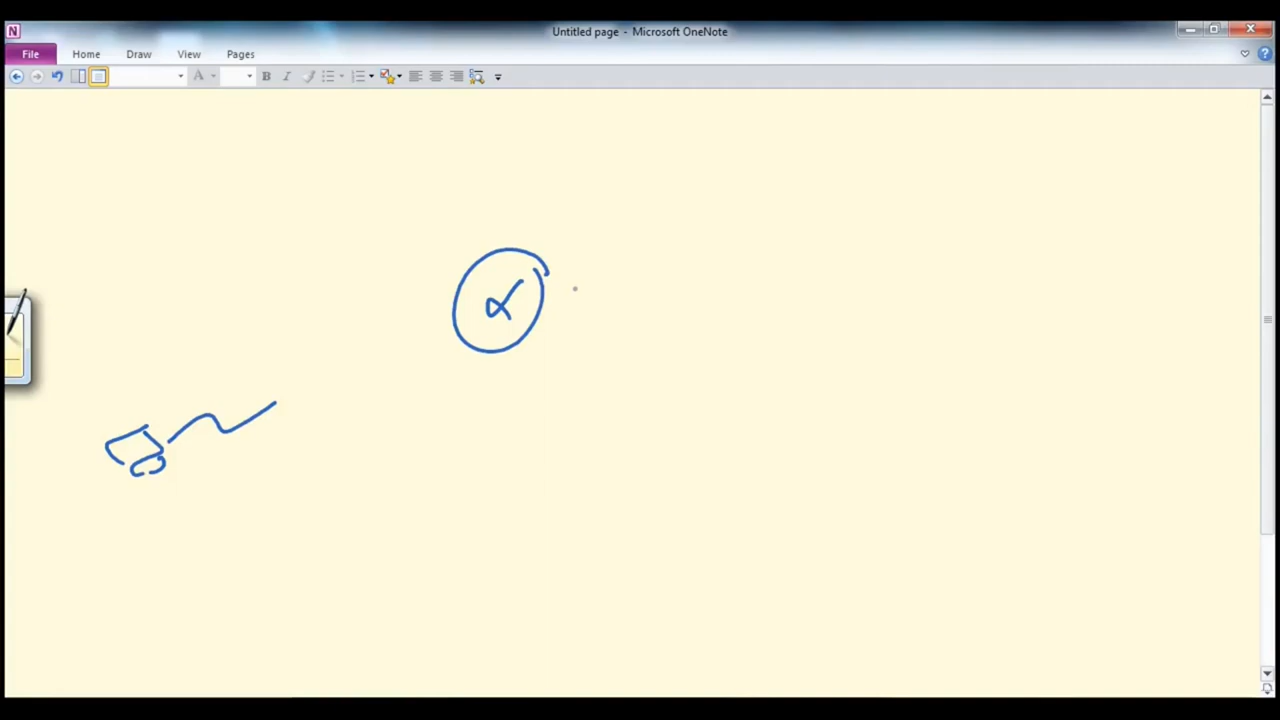 Untitled page - Microsoft OneNote
File Home Draw View Pages
α